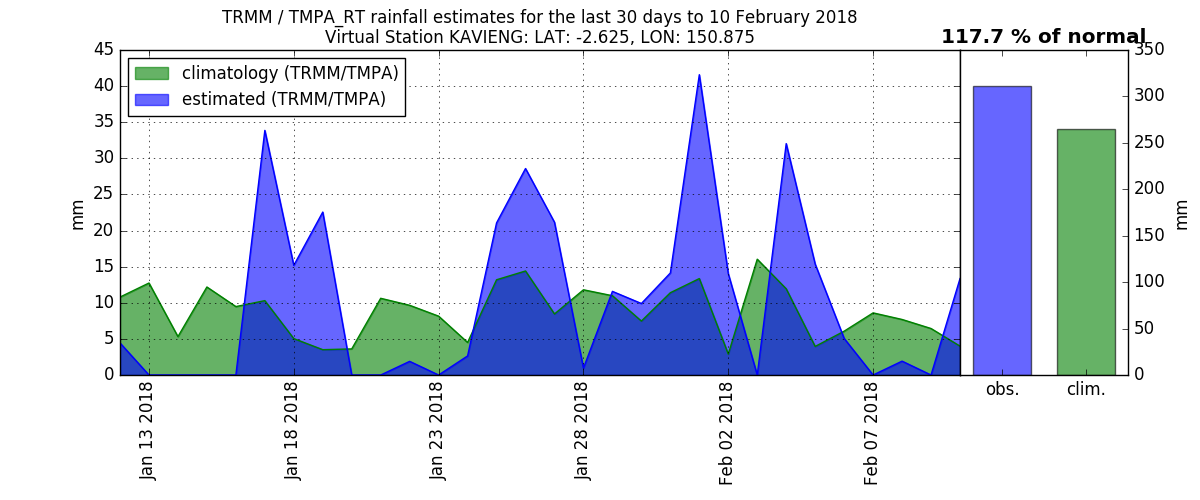 TRMM / TMPA_RT rainfall estimates for the last 30 days to 10 February 2018
Virtual Station KAVIENG: LAT: -2.625, LON: 150.875
117.7 % of normal
climatology (TRMM/TMPA)
estimated (TRMM/TMPA)
45
40
35
30
25
20
15
10
5
0
mm
Jan 13 2018
Jan 18 2018
Jan 23 2018
Jan 28 2018
Feb 02 2018
Feb 07 2018
350
300
250
200
150
100
50
0
mm
obs.
clim.